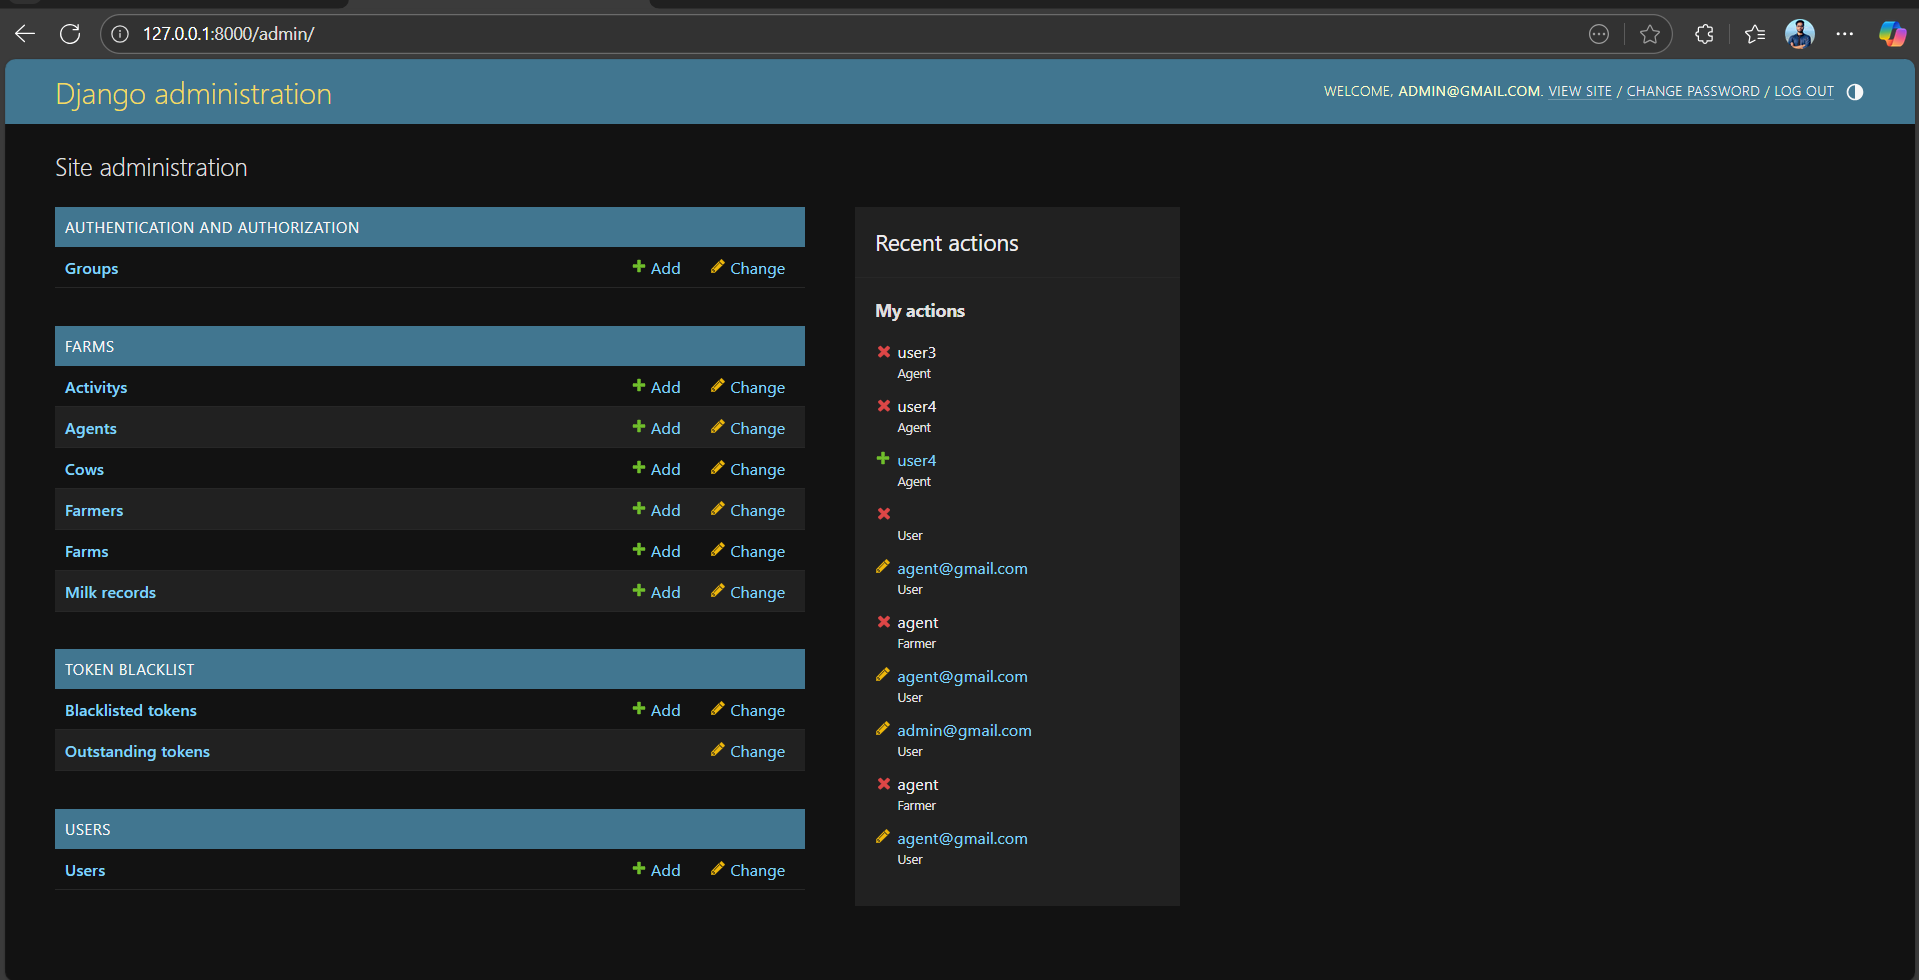 127.0.0.1:8000/admin/
Django administration
WELCOME, ADMIN@GMAIL.COM. VIEW SITE / CHANGE PASSWORD / LOG OUT
Site administration
AUTHENTICATION AND AUTHORIZATION
Groups Add Change
FARMS
Activitys Add Change
Agents Add Change
Cows Add Change
Farmers Add Change
Farms Add Change
Milk records Add Change
TOKEN BLACKLIST
Blacklisted tokens Add Change
Outstanding tokens Change
USERS
Users Add Change
Recent actions
My actions
user3
Agent
user4
Agent
user4
Agent
User
agent@gmail.com
User
agent
Farmer
agent@gmail.com
User
admin@gmail.com
User
agent
Farmer
agent@gmail.com
User